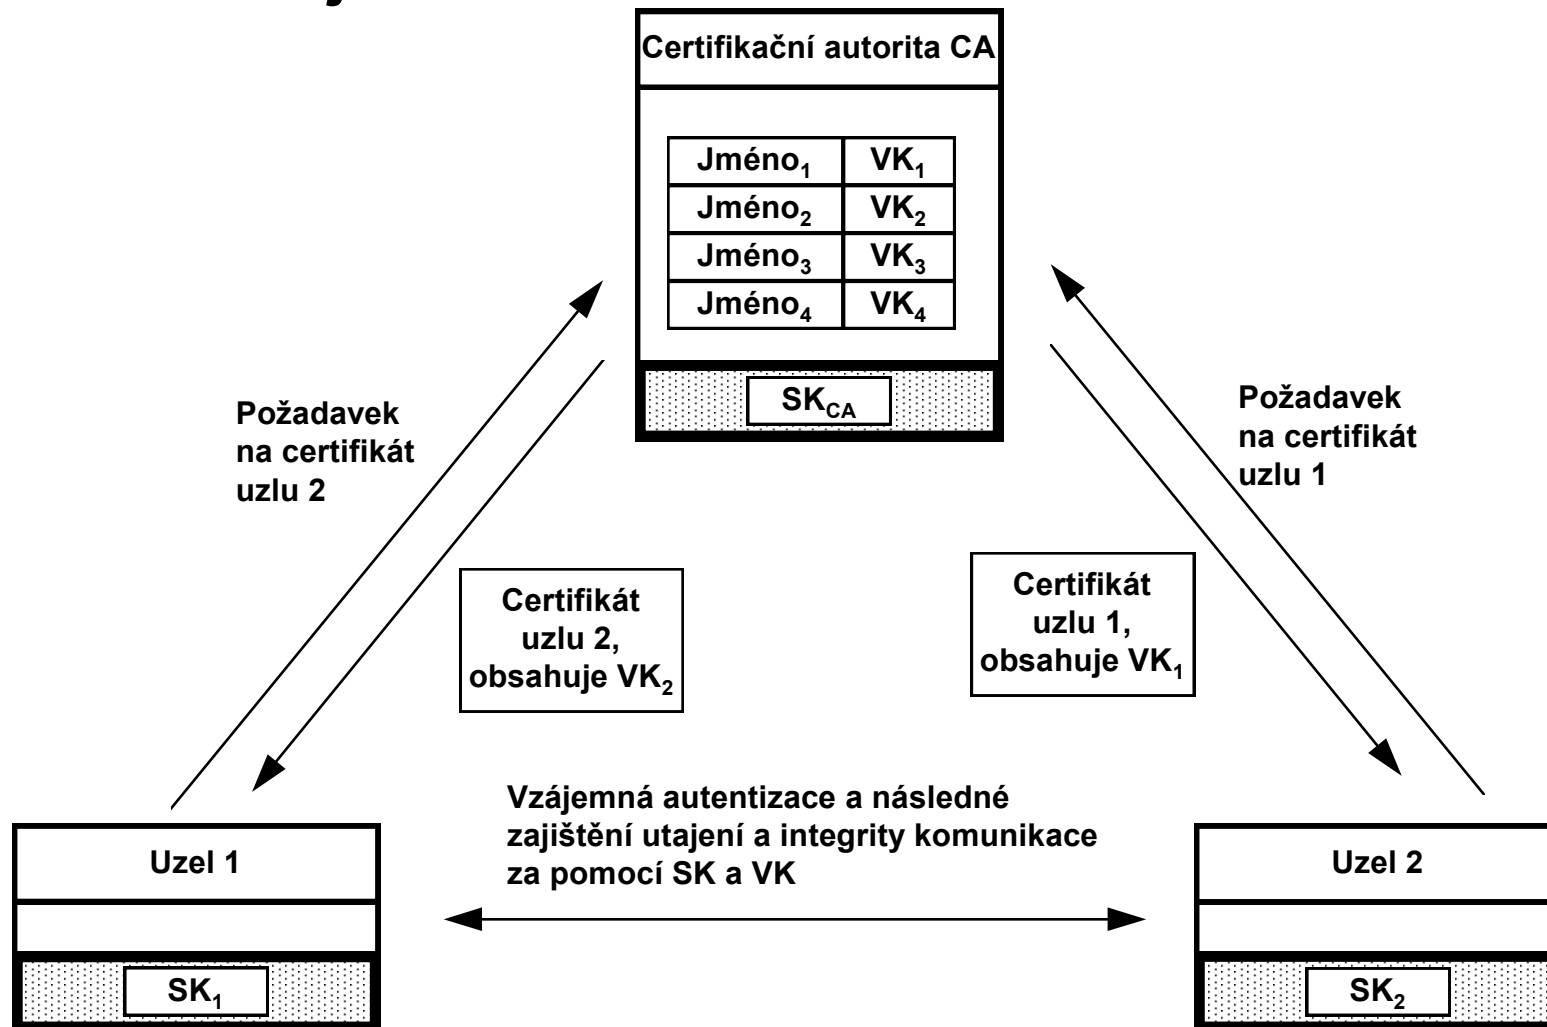 Certifikační autorita CA
Jméno₁ VK₁
Jméno₂ VK₂
Jméno₃ VK₃
Jméno₄ VK₄
SK_CA
Požadavek
na certifikát
uzlu 2
Požadavek
na certifikát
uzlu 1
Certifikát
uzlu 2,
obsahuje VK₂
Certifikát
uzlu 1,
obsahuje VK₁
Vzájemná autentizace a následné
zajištění utajení a integrity komunikace
za pomocí SK a VK
Uzel 1
SK₁
Uzel 2
SK₂